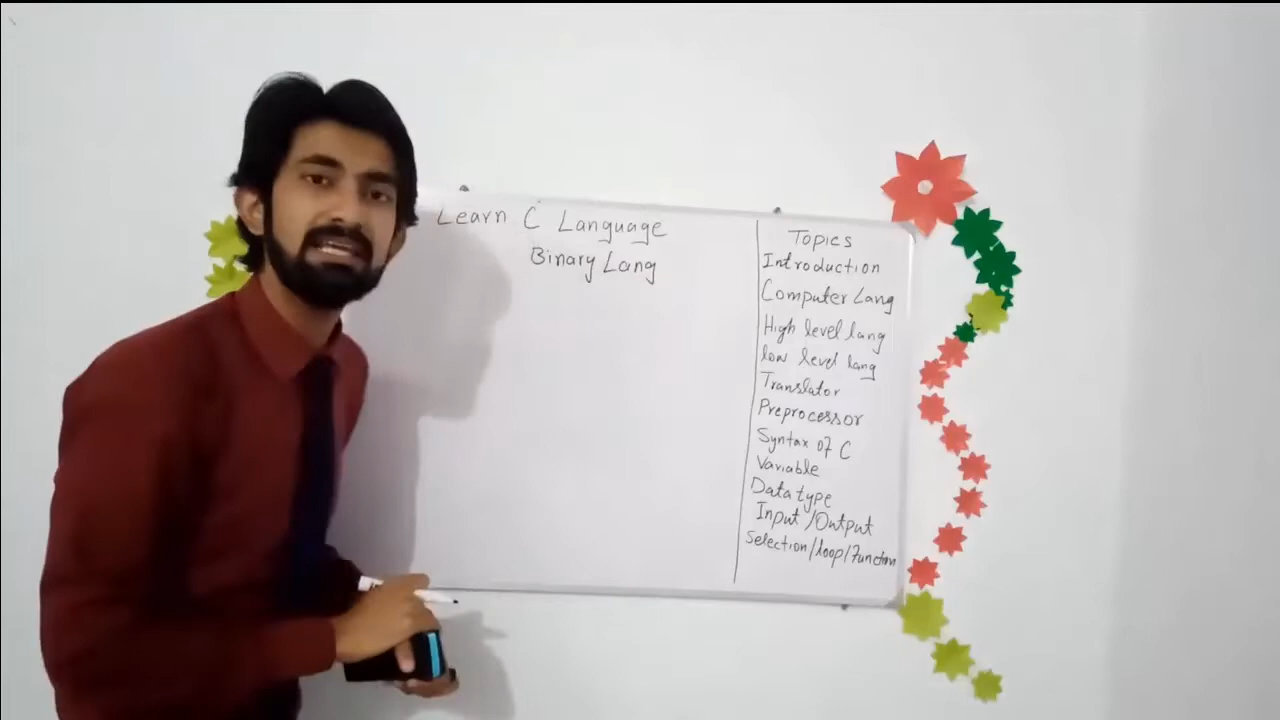 Learn C Language
Binary Lang
Topics
Introduction
Computer Lang
High level lang
low level lang
Translator
Preprocessor
Syntax of C
Variable
Data type
Input/Output
Selection/loop/Function